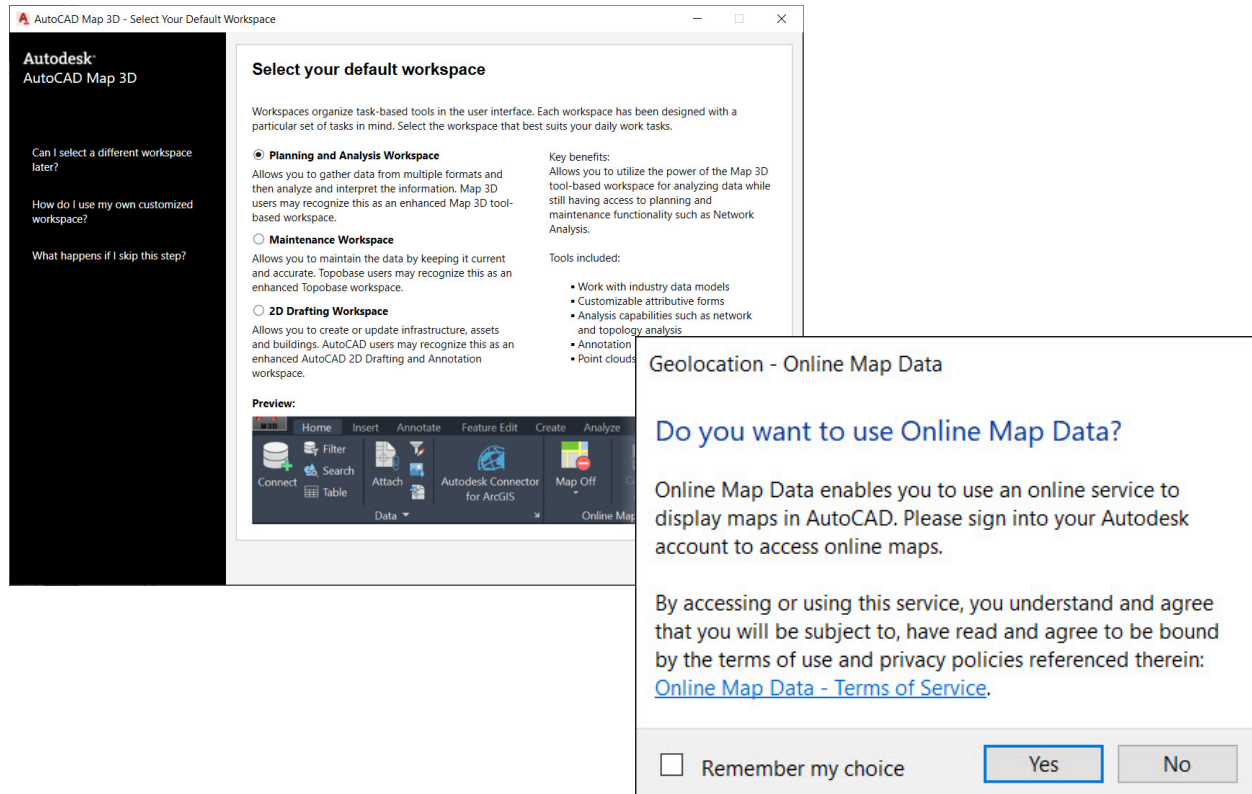 AutoCAD Map 3D - Select Your Default Workspace
Autodesk
AutoCAD Map 3D
Can I select a different workspace
later?
How do I use my own customized
workspace?
What happens if I skip this step?
Select your default workspace
Workspaces organize task-based tools in the user interface. Each workspace has been designed with a
particular set of tasks in mind. Select the workspace that best suits your daily work tasks.
Planning and Analysis Workspace
Allows you to gather data from multiple formats and
then analyze and interpret the information. Map 3D
users may recognize this as an enhanced Map 3D tool-
based workspace.
Maintenance Workspace
Allows you to maintain the data by keeping it current
and accurate. Topobase users may recognize this as an
enhanced Topobase workspace.
2D Drafting Workspace
Allows you to create or update infrastructure, assets
and buildings. AutoCAD users may recognize this as an
enhanced AutoCAD 2D Drafting and Annotation
workspace.
Key benefits:
Allows you to utilize the power of the Map 3D
tool-based workspace for analyzing data while
still having access to planning and
maintenance functionality such as Network
Analysis.
Tools included:
▪ Work with industry data models
▪ Customizable attributive forms
▪ Analysis capabilities such as network
and topology analysis
▪ Annotation
▪ Point clouds
Preview:
M3D
Home Insert Annotate Feature Edit Create Analyze
Connect
Filter
Search
Table
Attach
Autodesk Connector
for ArcGIS
Map Off
Data
Online Map
Geolocation - Online Map Data
Do you want to use Online Map Data?
Online Map Data enables you to use an online service to
display maps in AutoCAD. Please sign into your Autodesk
account to access online maps.
By accessing or using this service, you understand and agree
that you will be subject to, have read and agree to be bound
by the terms of use and privacy policies referenced therein:
Online Map Data - Terms of Service.
Remember my choice
Yes
No